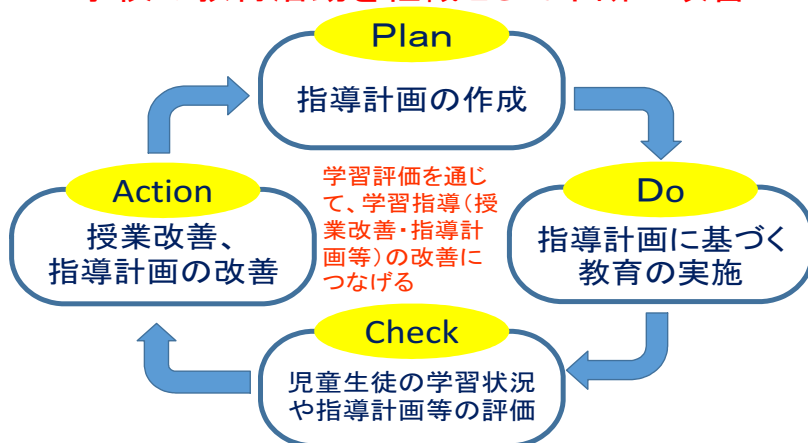 Plan
指導計画の作成
Do
指導計画に基づく
教育の実施
Check
児童生徒の学習状況
や指導計画等の評価
Action
授業改善、
指導計画の改善
学習評価を通じ
て、学習指導(授
業改善・指導計
画等)の改善に
つなげる